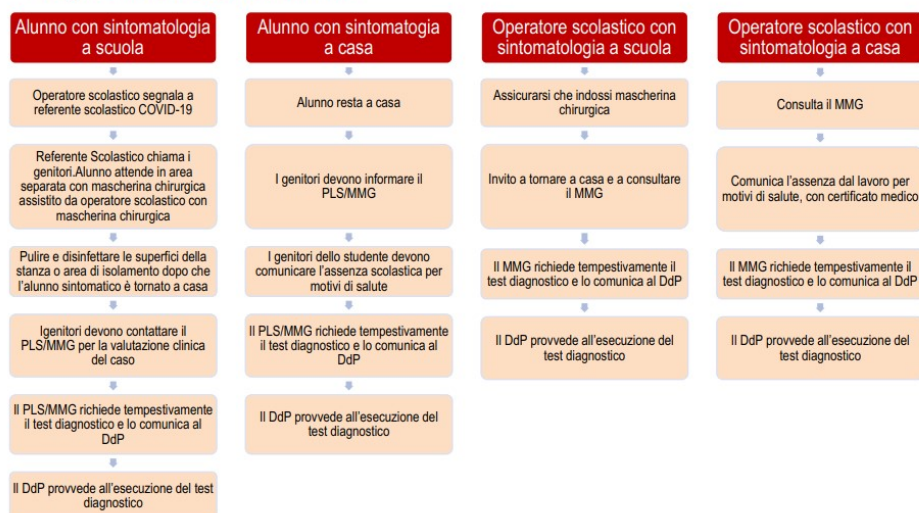 Alunno con sintomatologia
a scuola
Operatore scolastico segnala a
referente scolastico COVID-19
Referente Scolastico chiama i
genitori.Alunno attende in area
separata con mascherina chirurgica
assistito da operatore scolastico con
mascherina chirurgica
Pulire e disinfettare le superfici della
stanza o area di isolamento dopo che
l'alunno sintomatico è tornato a casa
Igenitori devono contattare il
PLS/MMG per la valutazione clinica
del caso
Il PLS/MMG richiede tempestivamente
il test diagnostico e lo comunica al
DdP
Il DdP provvede all'esecuzione del test
diagnostico
Alunno con sintomatogia
a casa
Alunno resta a casa
I genitori devono informare il
PLS/MMG
I genitori dello studente devono
comunicare l'assenza scolastica per
motivi di salute
Il PLS/MMG richiede tempestivamente
il test diagnostico e lo comunica al
DdP
Il DdP provvede all'esecuzione del
test diagnostico
Operatore scolastico con
sintomatologia a scuola
Assicurarsi che indossi mascherina
chirurgica
Invito a tornare a casa e a consultare
il MMG
Il MMG richiede tempestivamente il
test diagnostico e lo comunica al DdP
Il DdP provvede all'esecuzione del
test diagnostico
Operatore scolastico con
sintomatologia a casa
Consulta il MMG
Comunica l'assenza dal lavoro per
motivi di salute, con certificato medico
Il MMG richiede tempestivamente il
test diagnostico e lo comunica al DdP
Il DdP provvede all'esecuzione del
test diagnostico